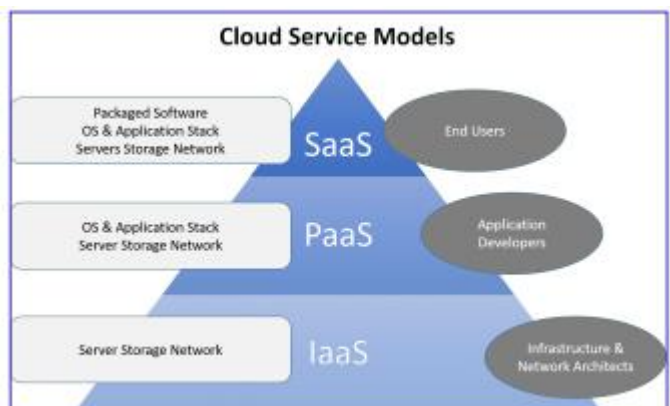 Cloud Service Models
Packaged Software
OS & Application Stack
Servers Storage Network
SaaS
End Users
OS & Application Stack
Server Storage Network
PaaS
Application
Developers
Server Storage Network
IaaS
Infrastructure &
Network Architects